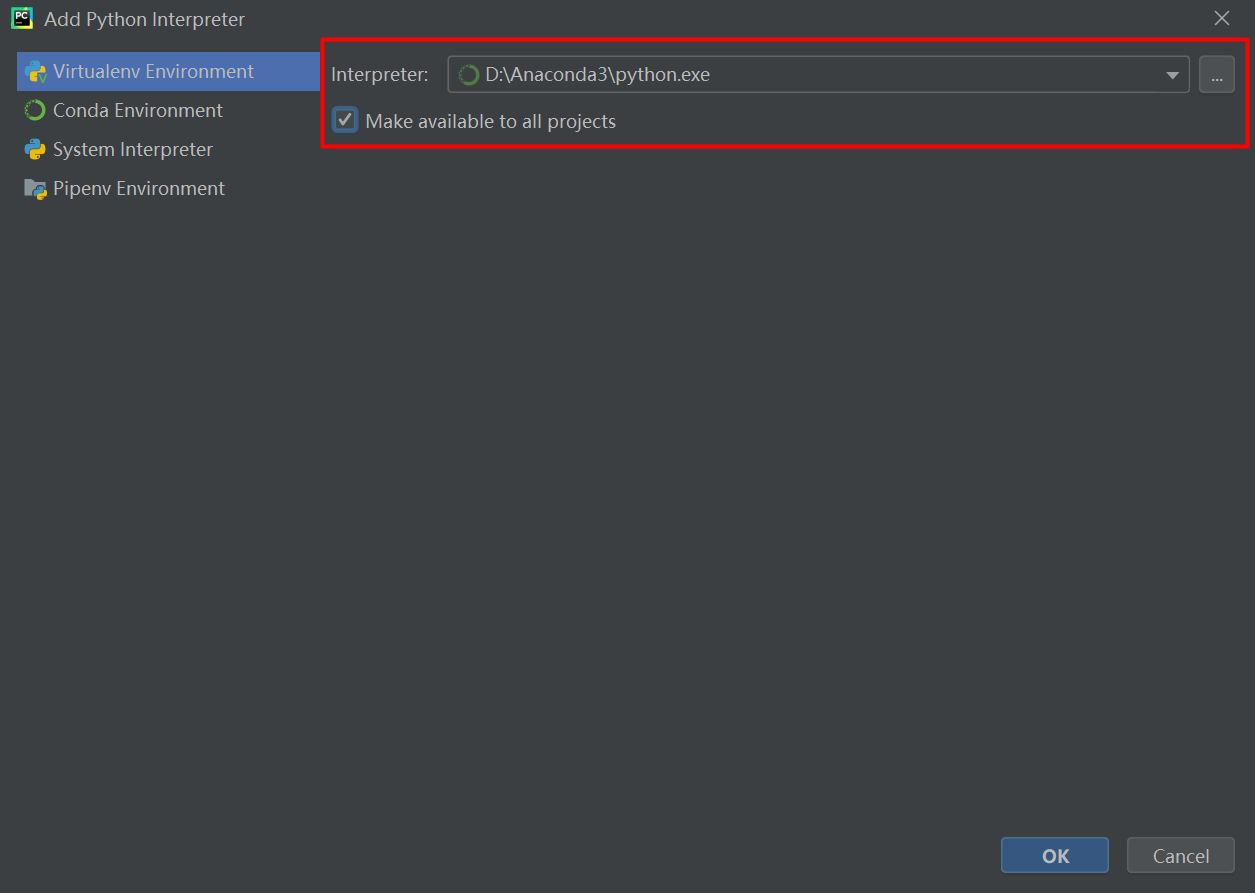 PC
Add Python Interpreter
Virtualenv Environment
Conda Environment
System Interpreter
Pipenv Environment
Interpreter:
D:\Anaconda3\python.exe
...
Make available to all projects
OK
Cancel